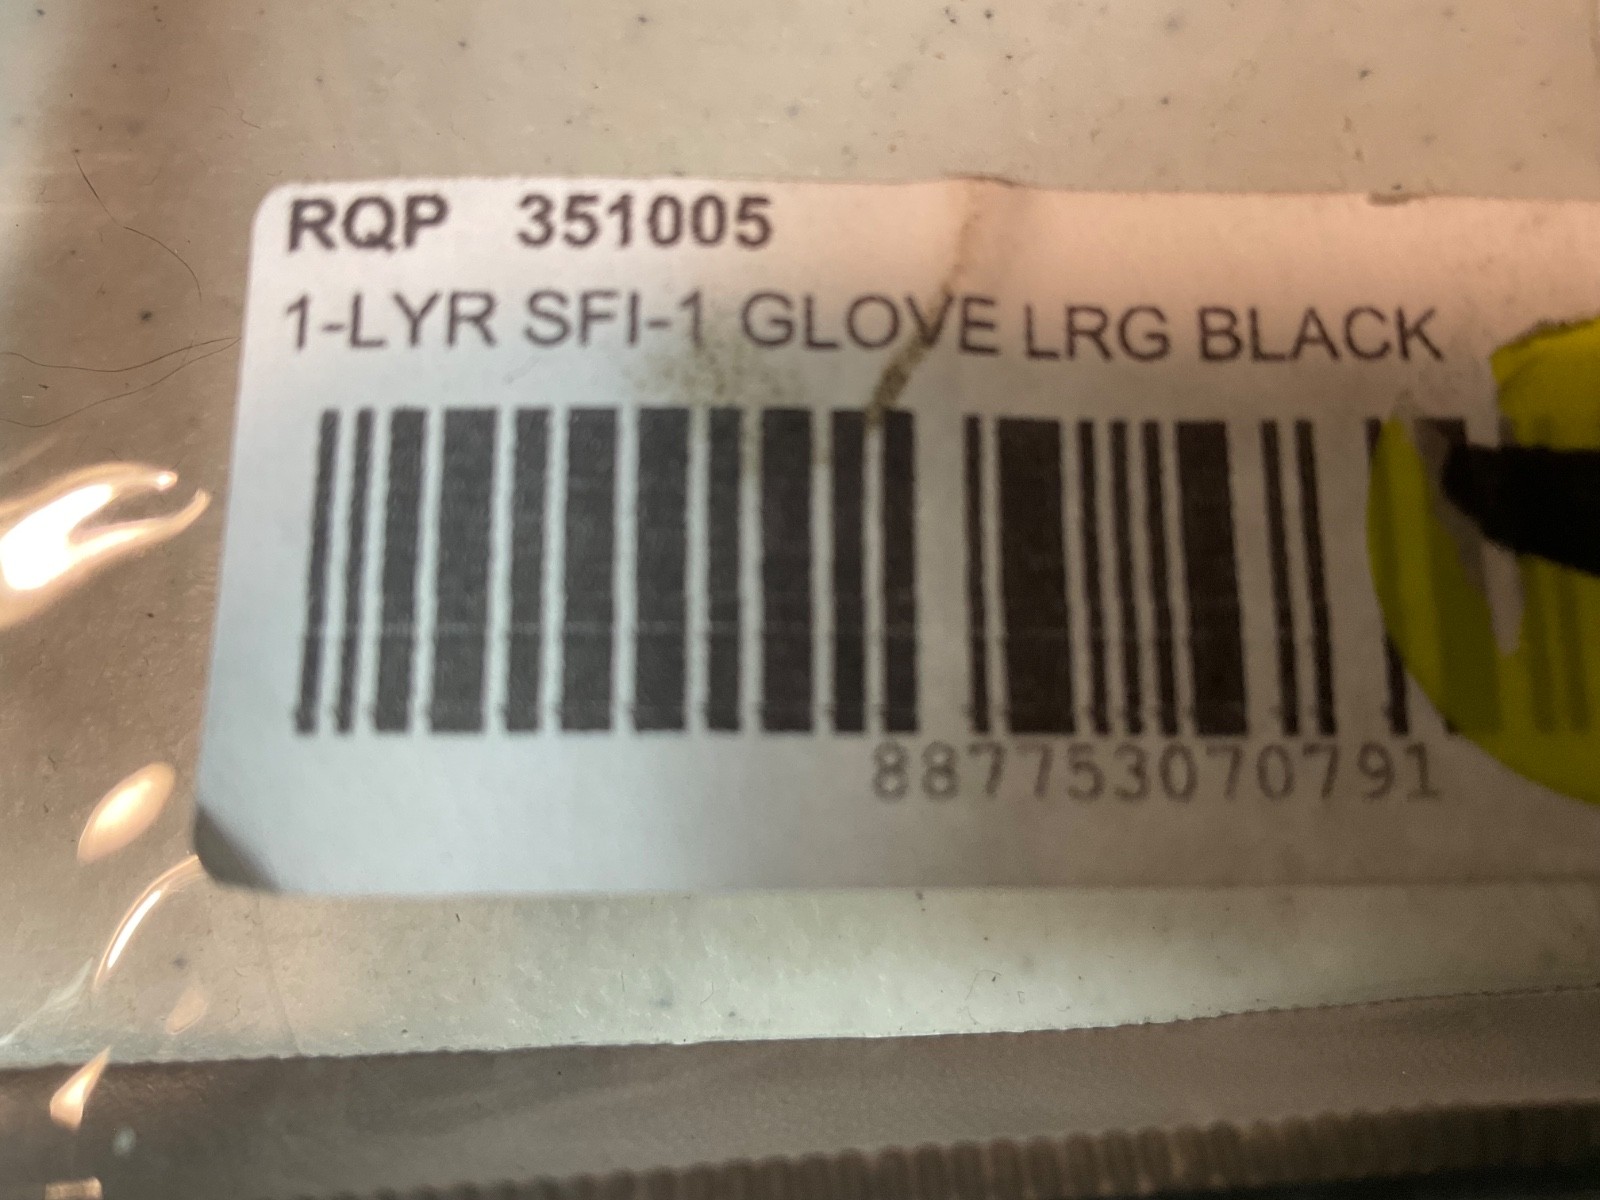 RQP 351005
1-LYR SFI-1 GLOVE LRG BLACK
887753070791